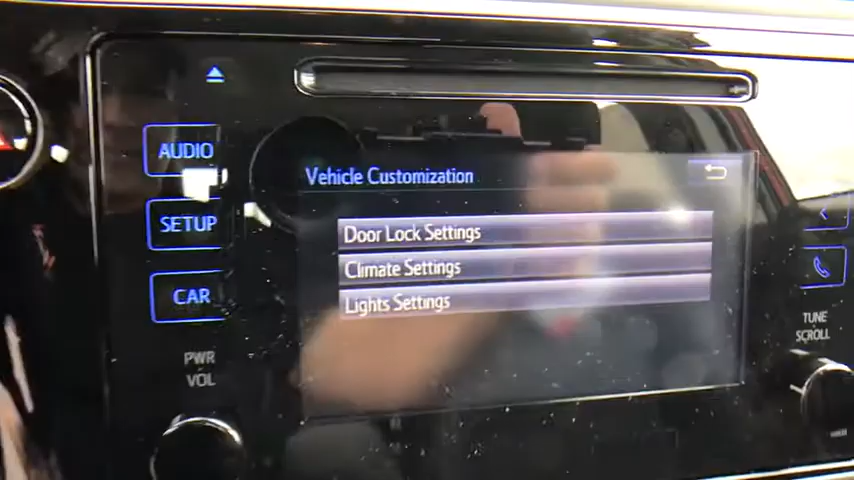 AUDIO
SETUP
CAR
PWR
VOL
Vehicle Customization
Door Lock Settings
Climate Settings
Lights Settings
TUNE
SCROLL